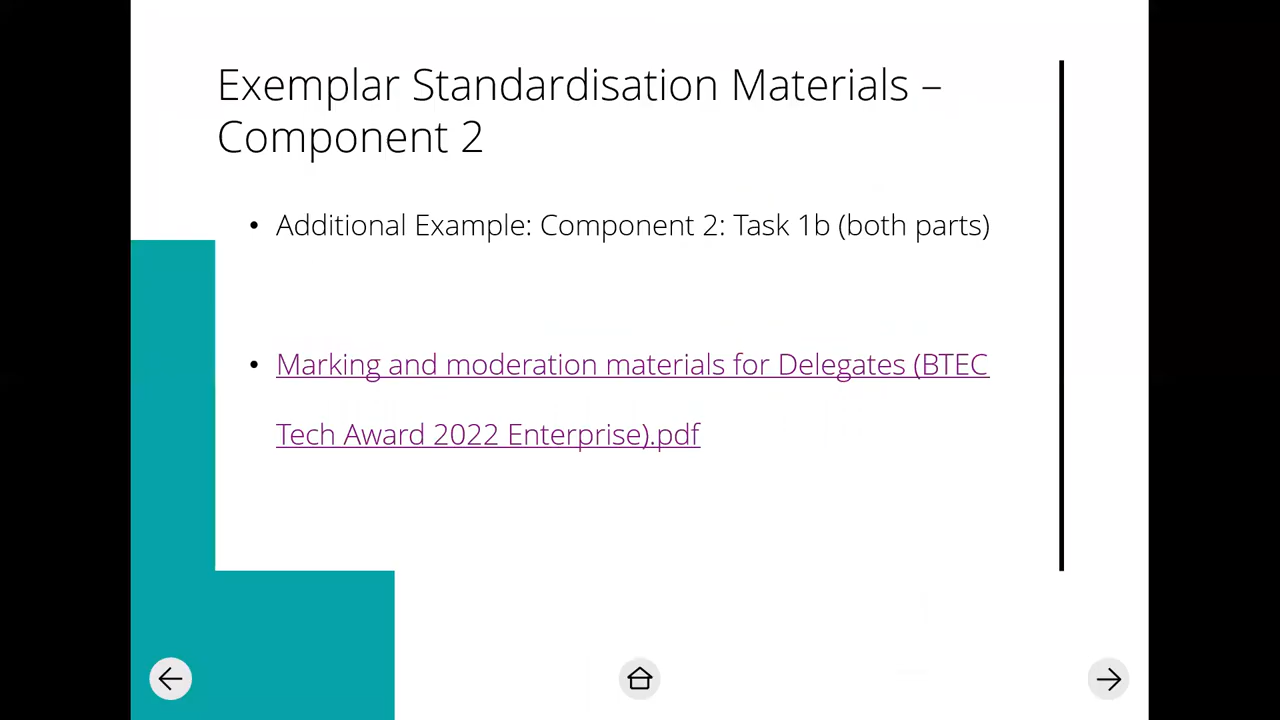 Exemplar Standardisation Materials –
Component 2
• Additional Example: Component 2: Task 1b (both parts)
• Marking and moderation materials for Delegates (BTEC
Tech Award 2022 Enterprise).pdf